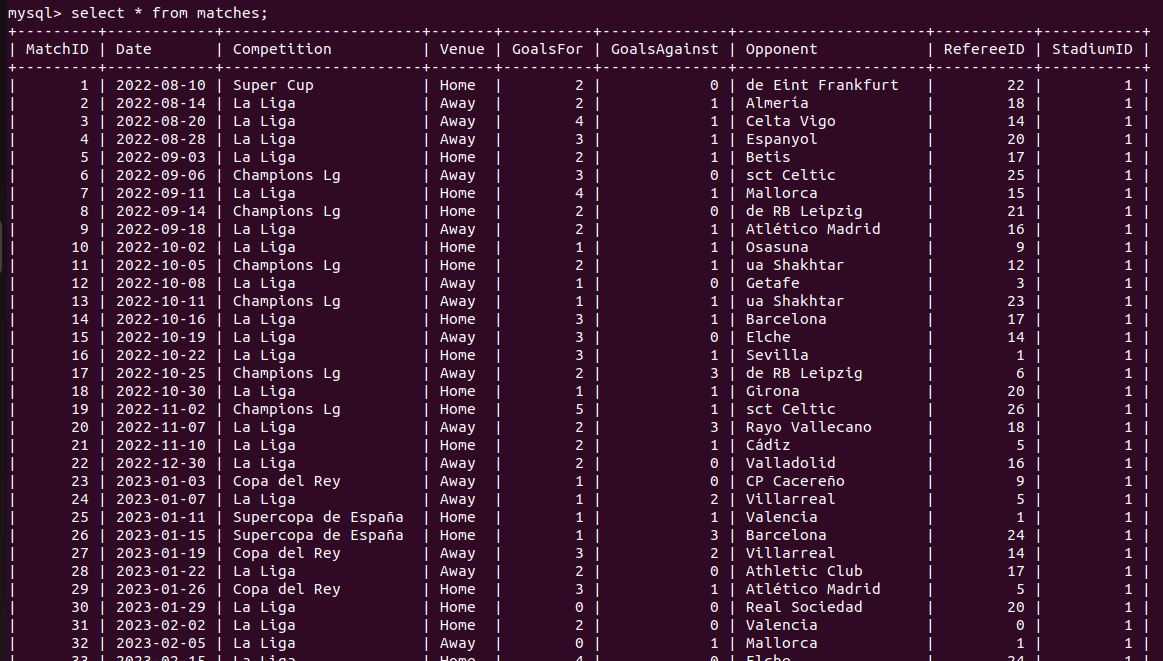 mysql> select * from matches;
+---------+------------+----------------------+-------+----------+--------------+---------------------+-----------+-----------+
| MatchID | Date       | Competition          | Venue | GoalsFor | GoalsAgainst | Opponent            | RefereeID | StadiumID |
+---------+------------+----------------------+-------+----------+--------------+---------------------+-----------+-----------+
|       1 | 2022-08-10 | Super Cup            | Home  |        2 |            0 | de Eint Frankfurt   |        22 |         1 |
|       2 | 2022-08-14 | La Liga              | Away  |        2 |            1 | Almería             |        18 |         1 |
|       3 | 2022-08-20 | La Liga              | Away  |        4 |            1 | Celta Vigo          |        14 |         1 |
|       4 | 2022-08-28 | La Liga              | Away  |        3 |            1 | Espanyol            |        20 |         1 |
|       5 | 2022-09-03 | La Liga              | Home  |        2 |            1 | Betis               |        17 |         1 |
|       6 | 2022-09-06 | Champions Lg         | Away  |        3 |            0 | sct Celtic          |        25 |         1 |
|       7 | 2022-09-11 | La Liga              | Home  |        4 |            1 | Mallorca            |        15 |         1 |
|       8 | 2022-09-14 | Champions Lg         | Home  |        2 |            0 | de RB Leipzig       |        21 |         1 |
|       9 | 2022-09-18 | La Liga              | Away  |        2 |            1 | Atlético Madrid     |        16 |         1 |
|      10 | 2022-10-02 | La Liga              | Home  |        1 |            1 | Osasuna             |         9 |         1 |
|      11 | 2022-10-05 | Champions Lg         | Home  |        2 |            1 | ua Shakhtar         |        12 |         1 |
|      12 | 2022-10-08 | La Liga              | Away  |        1 |            0 | Getafe              |         3 |         1 |
|      13 | 2022-10-11 | Champions Lg         | Away  |        1 |            1 | ua Shakhtar         |        23 |         1 |
|      14 | 2022-10-16 | La Liga              | Home  |        3 |            1 | Barcelona           |        17 |         1 |
|      15 | 2022-10-19 | La Liga              | Away  |        3 |            0 | Elche               |        14 |         1 |
|      16 | 2022-10-22 | La Liga              | Home  |        3 |            1 | Sevilla             |         1 |         1 |
|      17 | 2022-10-25 | Champions Lg         | Away  |        2 |            3 | de RB Leipzig       |         6 |         1 |
|      18 | 2022-10-30 | La Liga              | Home  |        1 |            1 | Girona              |        20 |         1 |
|      19 | 2022-11-02 | Champions Lg         | Home  |        5 |            1 | sct Celtic          |        26 |         1 |
|      20 | 2022-11-07 | La Liga              | Away  |        2 |            3 | Rayo Vallecano      |        18 |         1 |
|      21 | 2022-11-10 | La Liga              | Home  |        2 |            1 | Cádiz               |         5 |         1 |
|      22 | 2022-12-30 | La Liga              | Away  |        2 |            0 | Valladolid          |        16 |         1 |
|      23 | 2023-01-03 | Copa del Rey         | Away  |        1 |            0 | CP Cacereño         |         9 |         1 |
|      24 | 2023-01-07 | La Liga              | Away  |        1 |            2 | Villarreal          |         5 |         1 |
|      25 | 2023-01-11 | Supercopa de España  | Home  |        1 |            1 | Valencia            |         1 |         1 |
|      26 | 2023-01-15 | Supercopa de España  | Home  |        1 |            3 | Barcelona           |        24 |         1 |
|      27 | 2023-01-19 | Copa del Rey         | Away  |        3 |            2 | Villarreal          |        14 |         1 |
|      28 | 2023-01-22 | La Liga              | Away  |        2 |            0 | Athletic Club       |        17 |         1 |
|      29 | 2023-01-26 | Copa del Rey         | Home  |        3 |            1 | Atlético Madrid     |         5 |         1 |
|      30 | 2023-01-29 | La Liga              | Home  |        0 |            0 | Real Sociedad       |        20 |         1 |
|      31 | 2023-02-02 | La Liga              | Home  |        2 |            0 | Valencia            |         0 |         1 |
|      32 | 2023-02-05 | La Liga              | Away  |        0 |            1 | Mallorca            |         1 |         1 |
|      33 | 2023-02-15 | La Liga              | Home  |        4 |            0 | Elche               |        24 |         1 |